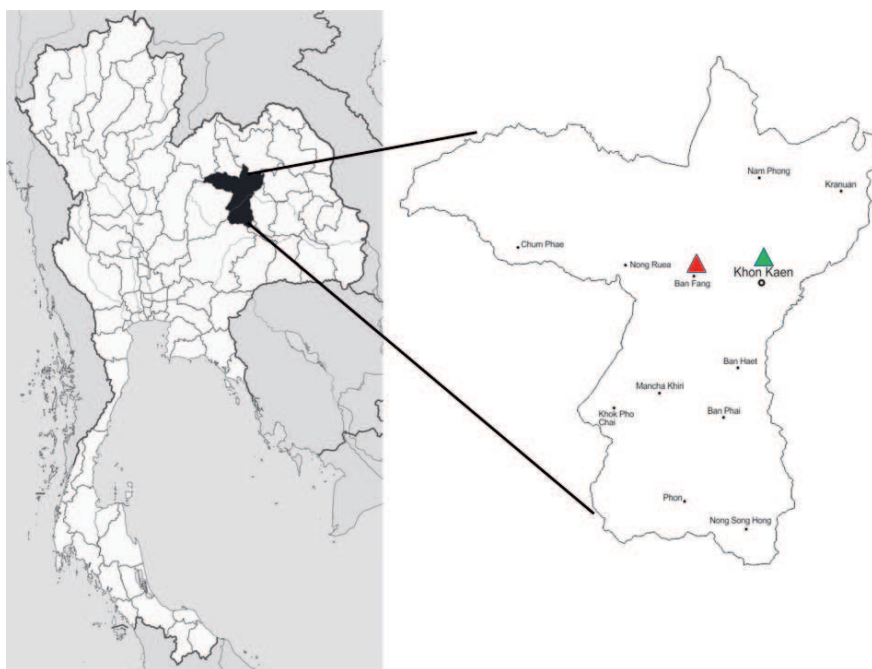 Nam Phong
Kranuan
Chum Phae
Nong Ruea
Ban Fang
Khon Kaen
Ban Haet
Mancha Khiri
Khok Pho
Chai
Ban Phai
Phon
Nong Song Hong